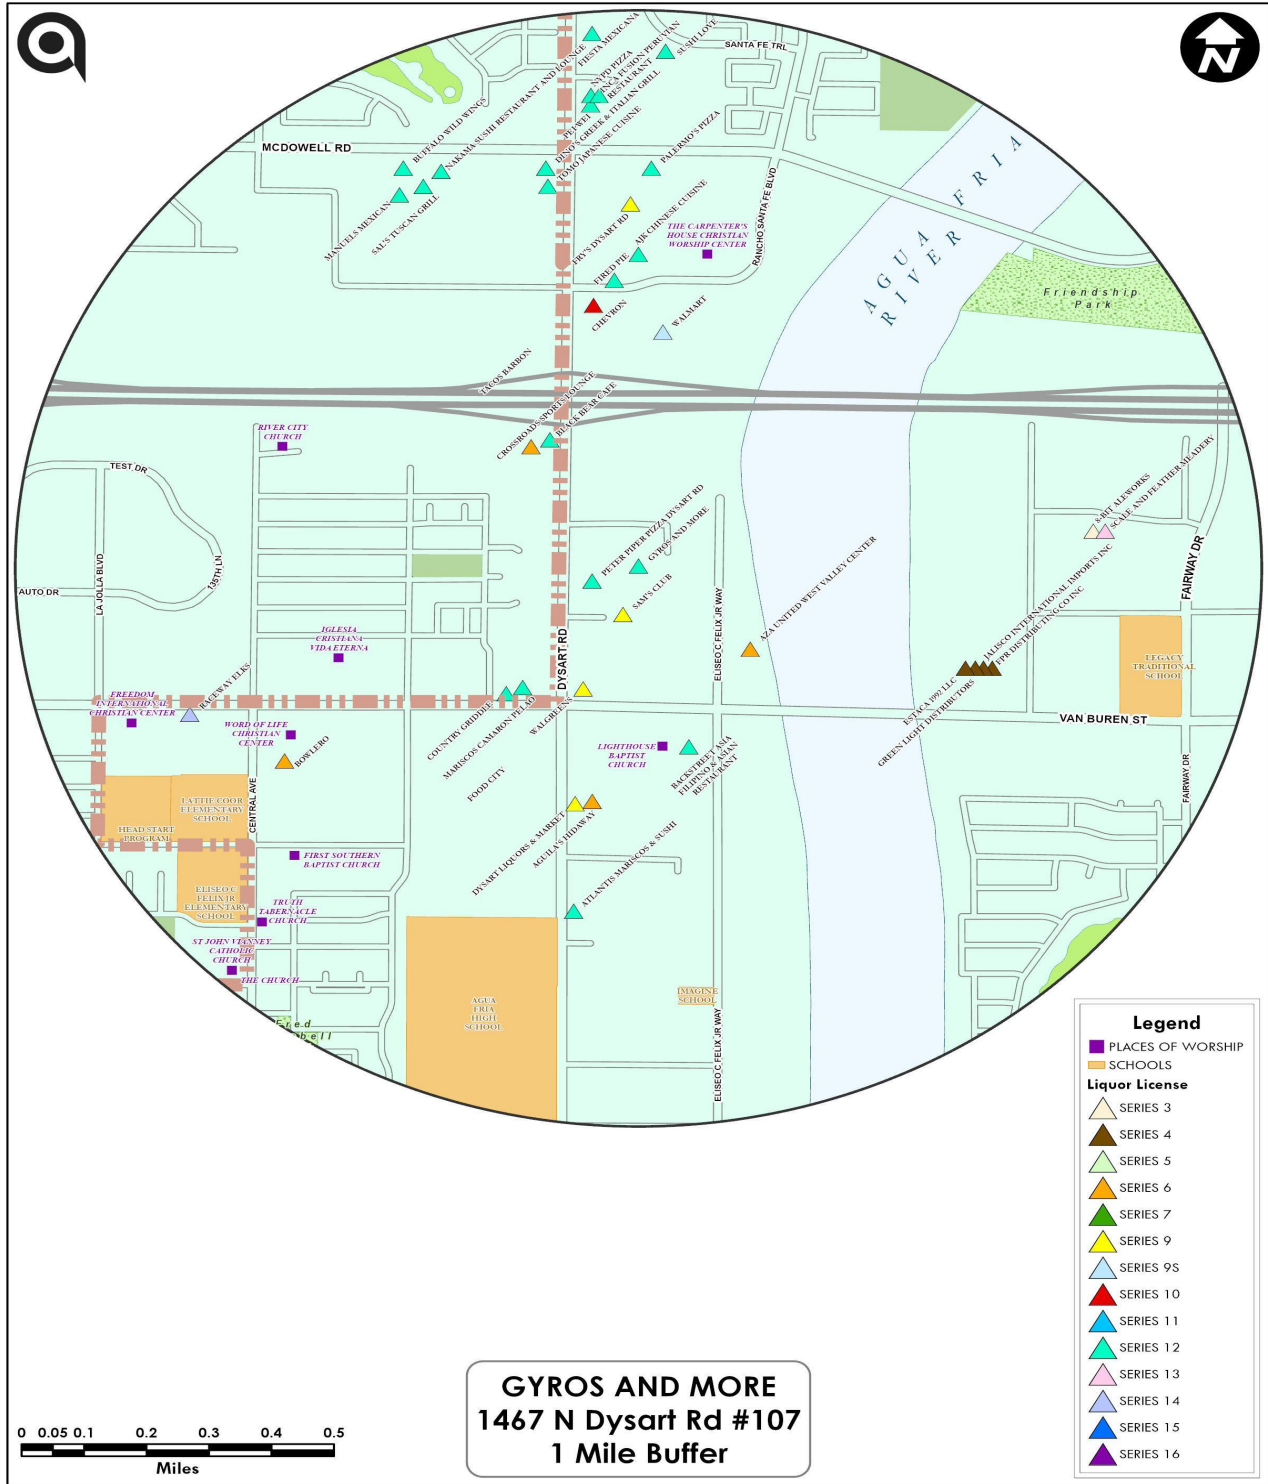 N
FIESTA MEXICANA
SUSHI LOVE
SANTA FE TRL
NYPD PIZZA
INCA FUSION PERUVIAN
RESTAURANT
PEI WEI
DINO'S GREEK & ITALIAN GRILL
TOMO JAPANESE CUISINE
PALERMO'S PIZZA
BUFFALO WILD WINGS
NAKAMA SUSHI RESTAURANT AND LOUNGE
MCDOWELL RD
MANUELS MEXICAN
SAL'S TUSCAN GRILL
FRYS DYSART RD
AJK CHINESE CUISINE
FIRED PIE
THE CARPENTER'S
HOUSE CHRISTIAN
WORSHIP CENTER
RANCHO SANTA FE BLVD
AGUA FRIA
RIVER
Friendship
Park
CHEVRON
WALMART
TACOS BARBON
CROSSROADS SPORTS LOUNGE
BLACK BEAR CAFE
RIVER CITY
CHURCH
TEST DR
135TH LN
LA JOLLA BLVD
AUTO DR
8-BIT ALEWORKS
SCALE AND FEATHER MEADERY
FAIRWAY DR
PETER PIPER PIZZA DYSART RD
GYROS AND MORE
SAM'S CLUB
ELISEO C FELIX JR WAY
AZA UNITED WEST VALLEY CENTER
JALISCO INTERNATIONAL IMPORTS INC
FPR DISTRIBUTING CO INC
ESTACA 1992 LLC
GREEN LIGHT DISTRIBUTORS
LEGACY
TRADITIONAL
SCHOOL
IGLESIA
CRISTIANA
VIDA ETERNA
DYSART RD
FREEDOM
INTERNATIONAL
CHRISTIAN CENTER
RACEWAY ELKS
WORD OF LIFE
CHRISTIAN
CENTER
BOWLERO
COUNTRY GRIDDLE
MARISCOS CAMARON PELAO
WALGREENS
FOOD CITY
VAN BUREN ST
LIGHTHOUSE
BAPTIST
CHURCH
BACKSTREET ASIA
FILIPINO & ASIAN
RESTAURANT
FAIRWAY DR
CENTRAL AVE
LATTIE COOR
ELEMENTARY
SCHOOL
HEAD START
PROGRAM
DYSART LIQUORS & MARKET
AGUILA'S HIDAWAY
ATLANTIS MARISCOS & SUSHI
FIRST SOUTHERN
BAPTIST CHURCH
ELISEO C
FELIX JR
ELEMENTARY
SCHOOL
TRUTH
TABERNACLE
CHURCH
ST JOHN VIANNEY
CATHOLIC
CHURCH
THE CHURCH
AGUA
FRIA
HIGH
SCHOOL
IMAGINE
SCHOOL
ELISEO C FELIX JR WAY
Fred
bell
Legend
PLACES OF WORSHIP
SCHOOLS
Liquor License
SERIES 3
SERIES 4
SERIES 5
SERIES 6
SERIES 7
SERIES 9
SERIES 9S
SERIES 10
SERIES 11
SERIES 12
SERIES 13
SERIES 14
SERIES 15
SERIES 16
GYROS AND MORE
1467 N Dysart Rd #107
1 Mile Buffer
0 0.05 0.1 0.2 0.3 0.4 0.5
Miles